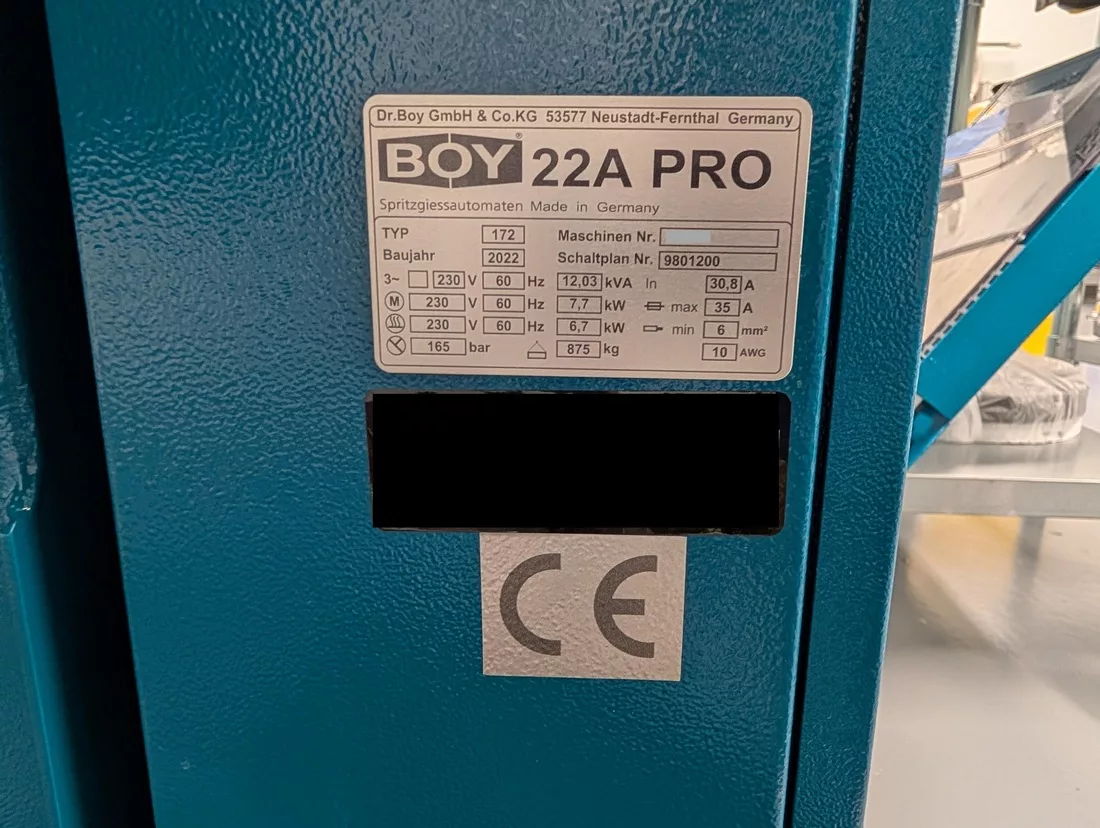 Dr.Boy GmbH & Co.KG 53577 Neustadt-Fernthal Germany
BOY® 22A PRO
Spritzgiessautomaten Made in Germany
TYP 172 Maschinen Nr.
Baujahr 2022 Schaltplan Nr. 9801200
3~ 230 V 60 Hz 12,03 kVA In 30,8 A
M 230 V 60 Hz 7,7 kW max 35 A
230 V 60 Hz 6,7 kW min 6 mm²
165 bar 875 kg 10 AWG
CE